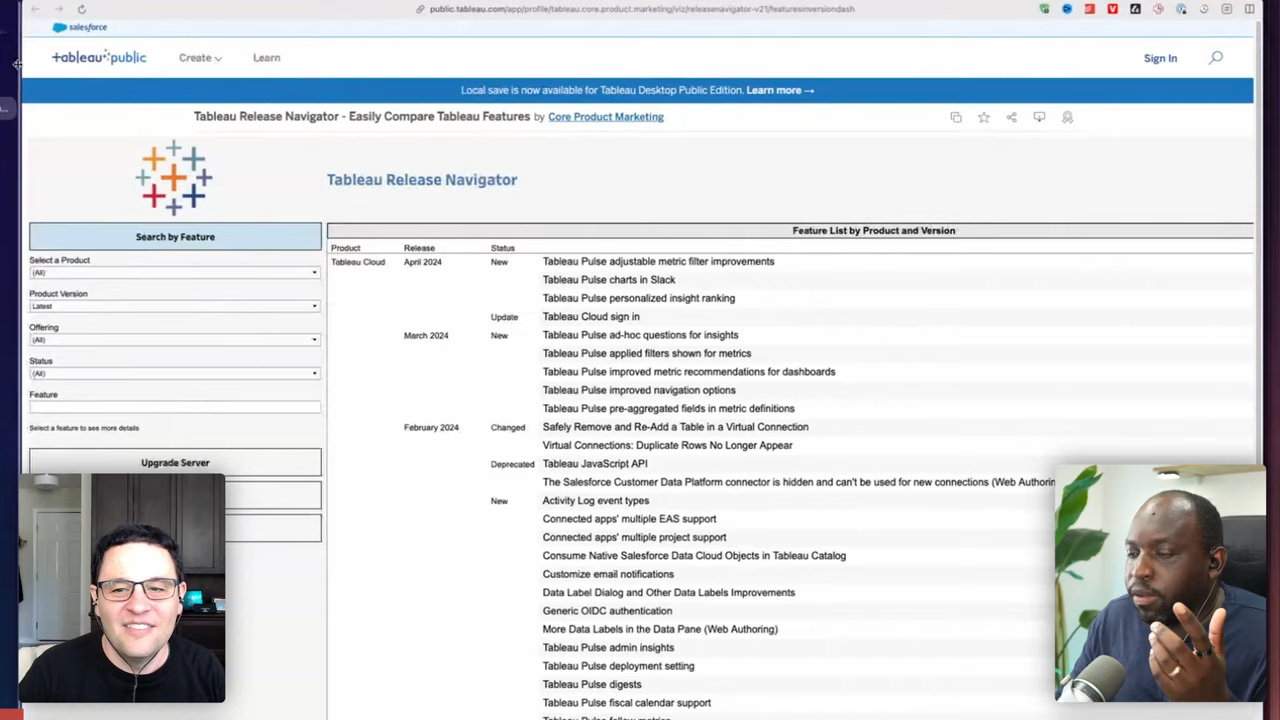 public.tableau.com/app/profile/tableau.core.product.marketing/viz/releasenavigator-v21/featuresinversiondash
salesforce
tableau public
Create
Learn
Sign In
Local save is now available for Tableau Desktop Public Edition. Learn more →
Tableau Release Navigator - Easily Compare Tableau Features by Core Product Marketing
Tableau Release Navigator
Search by Feature
Select a Product
(All)
Product Version
Latest
Offering
(All)
Status
(All)
Feature
Select a feature to see more details
Upgrade Server
Feature List by Product and Version
Product Release Status
Tableau Cloud April 2024 New Tableau Pulse adjustable metric filter improvements
Tableau Pulse charts in Slack
Tableau Pulse personalized insight ranking
Update Tableau Cloud sign in
March 2024 New Tableau Pulse ad-hoc questions for insights
Tableau Pulse applied filters shown for metrics
Tableau Pulse improved metric recommendations for dashboards
Tableau Pulse improved navigation options
Tableau Pulse pre-aggregated fields in metric definitions
February 2024 Changed Safely Remove and Re-Add a Table in a Virtual Connection
Virtual Connections: Duplicate Rows No Longer Appear
Deprecated Tableau JavaScript API
The Salesforce Customer Data Platform connector is hidden and can't be used for new connections (Web Authorin
New Activity Log event types
Connected apps' multiple EAS support
Connected apps' multiple project support
Consume Native Salesforce Data Cloud Objects in Tableau Catalog
Customize email notifications
Data Label Dialog and Other Data Labels Improvements
Generic OIDC authentication
More Data Labels in the Data Pane (Web Authoring)
Tableau Pulse admin insights
Tableau Pulse deployment setting
Tableau Pulse digests
Tableau Pulse fiscal calendar support